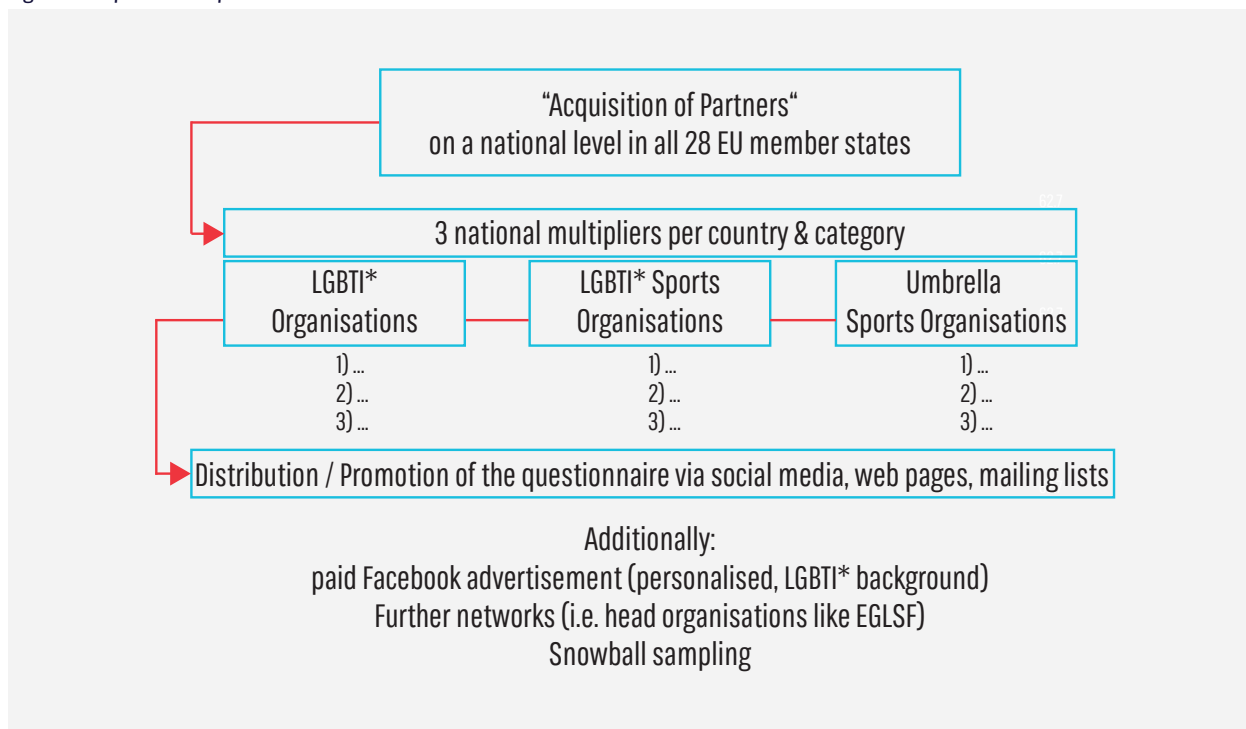 “Acquisition of Partners“
on a national level in all 28 EU member states
627
3 national multipliers per country & category
LGBTI*
Organisations
LGBTI* Sports
Organisations
Umbrella
Sports Organisations
1) ...
2) ...
3) ...
1) ...
2) ...
3) ...
1) ...
2) ...
3) ...
Distribution / Promotion of the questionnaire via social media, web pages, mailing lists
Additionally:
paid Facebook advertisement (personalised, LGBTI* background)
Further networks (i.e. head organisations like EGLSF)
Snowball sampling